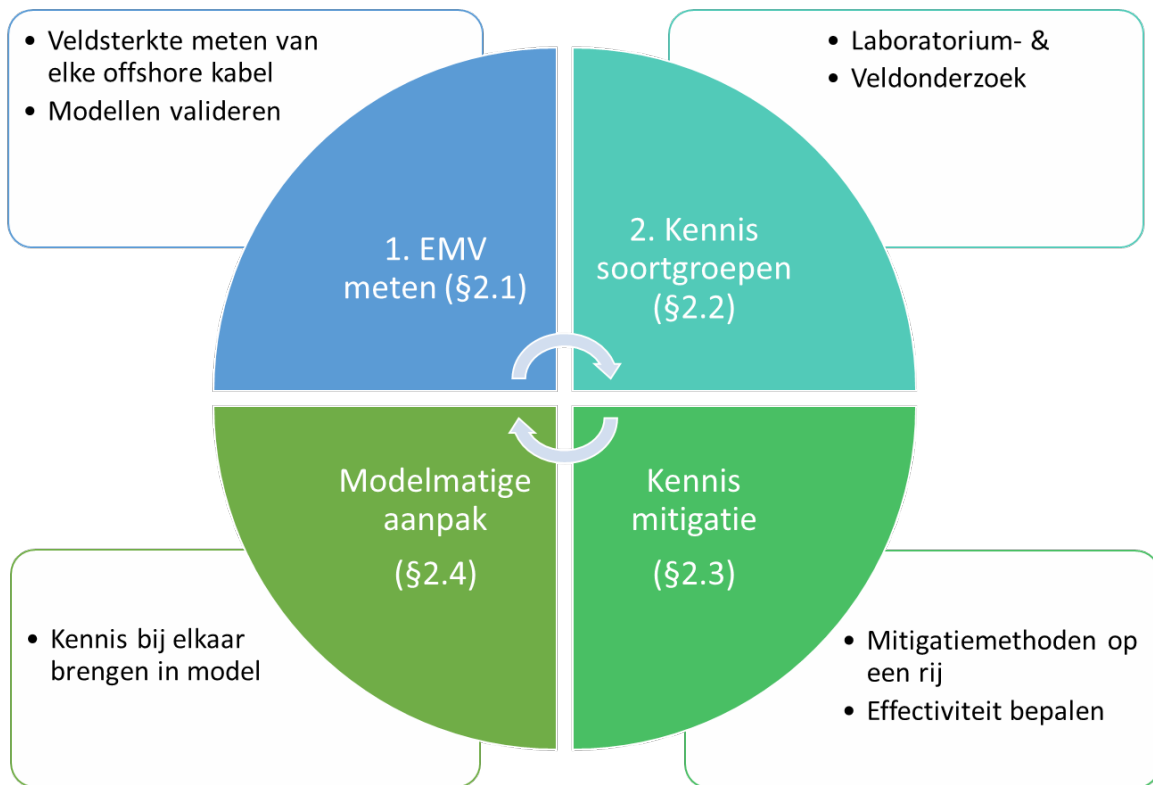 • Veldsterkte meten van
elke offshore kabel
• Modellen valideren
• Laboratorium- &
• Veldonderzoek
1. EMV
meten (§2.1)
2. Kennis
soortgroepen
(§2.2)
Modelmatige
aanpak
(§2.4)
Kennis
mitigatie
(§2.3)
• Kennis bij elkaar
brengen in model
• Mitigatiemethoden op
een rij
• Effectiviteit bepalen